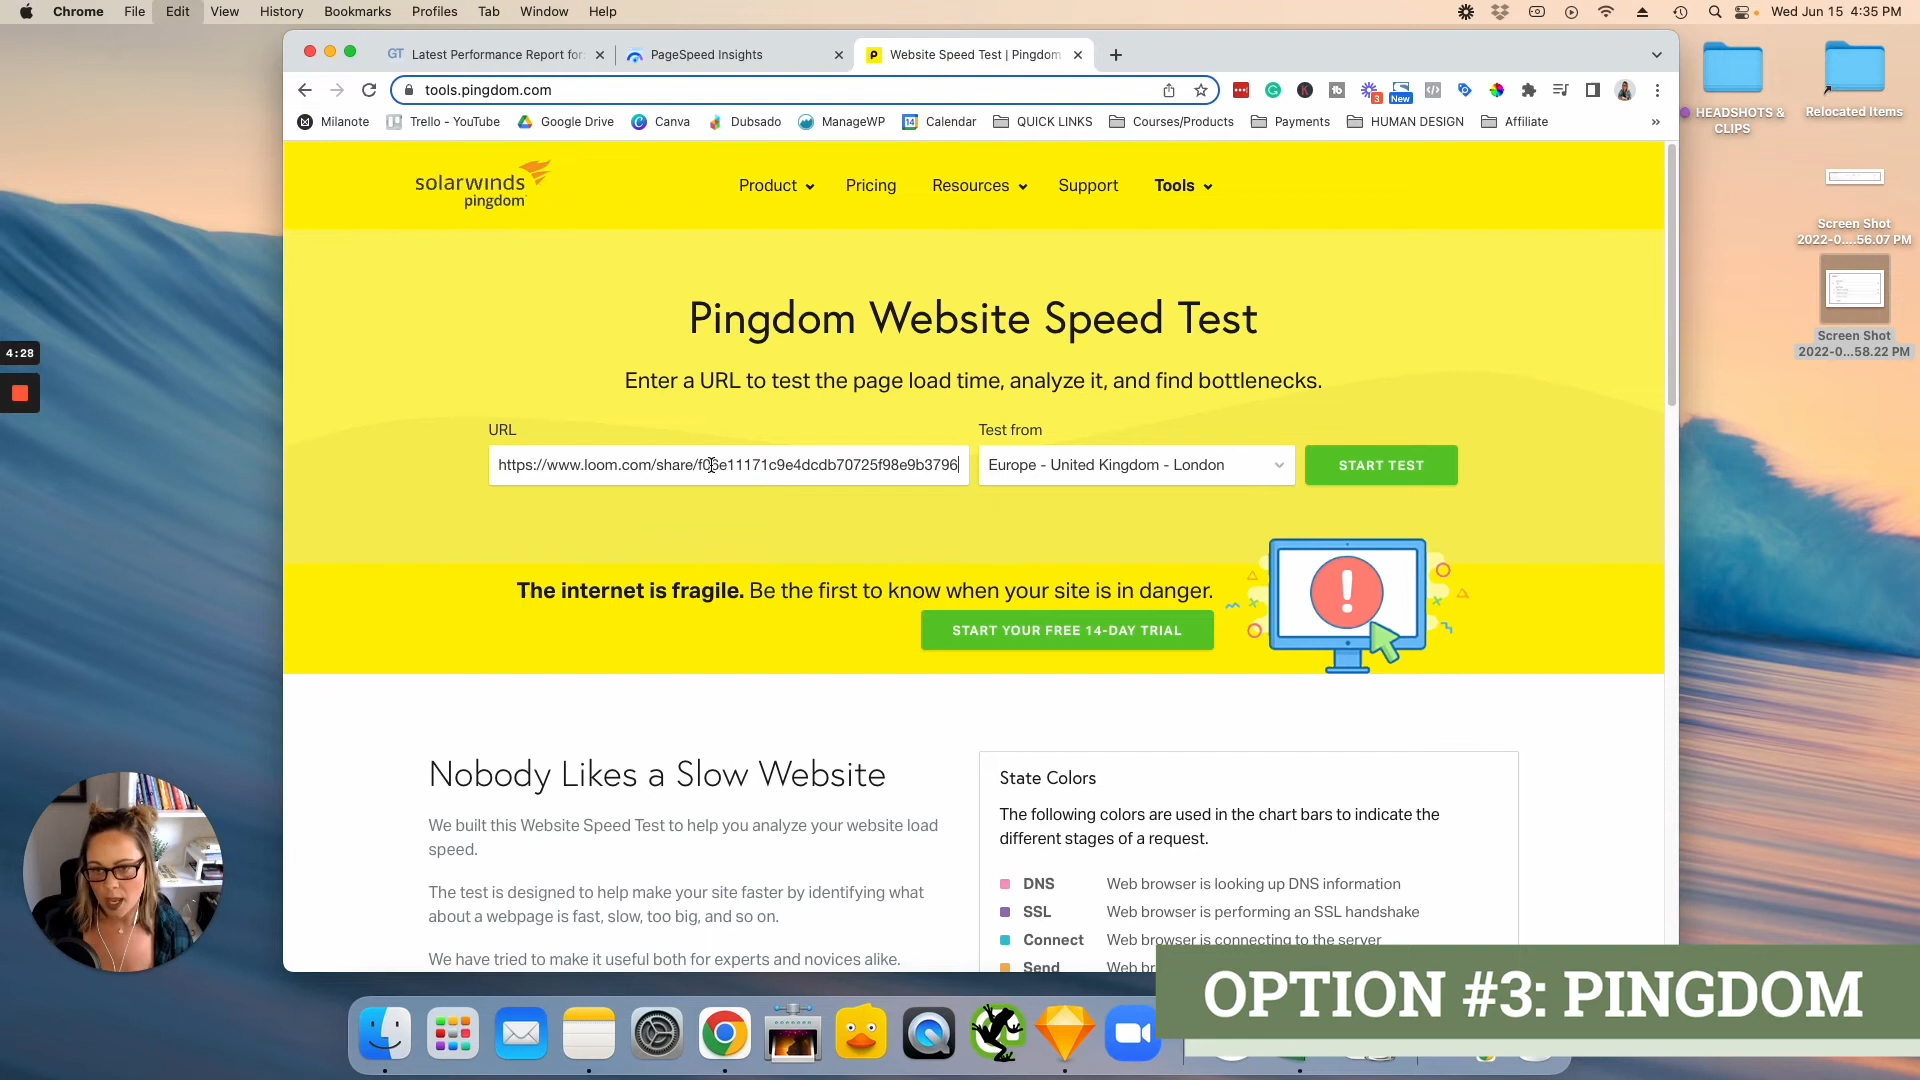 Chrome File Edit View History Bookmarks Profiles Tab Window Help Wed Jun 15 4:35 PM
GT Latest Performance Report for: PageSpeed Insights Website Speed Test | Pingdom
tools.pingdom.com
3 New
Milanote Trello - YouTube Google Drive Canva Dubsado ManageWP 14 Calendar QUICK LINKS Courses/Products Payments HUMAN DESIGN Affiliate »
HEADSHOTS & CLIPS
Relocated Items
Screen Shot
2022-0....56.07 PM
Screen Shot
2022-0...58.22 PM
4:28
solarwinds
pingdom
Product Pricing Resources Support Tools
Pingdom Website Speed Test
Enter a URL to test the page load time, analyze it, and find bottlenecks.
URL Test from
Europe - United Kingdom - London START TEST
The internet is fragile. Be the first to know when your site is in danger.
START YOUR FREE 14-DAY TRIAL
Nobody Likes a Slow Website
We built this Website Speed Test to help you analyze your website load
speed.
The test is designed to help make your site faster by identifying what
about a webpage is fast, slow, too big, and so on.
We have tried to make it useful both for experts and novices alike.
State Colors
The following colors are used in the chart bars to indicate the
different stages of a request.
DNS Web browser is looking up DNS information
SSL Web browser is performing an SSL handshake
Connect Web browser is connecting to the server
Send
OPTION #3: PINGDOM